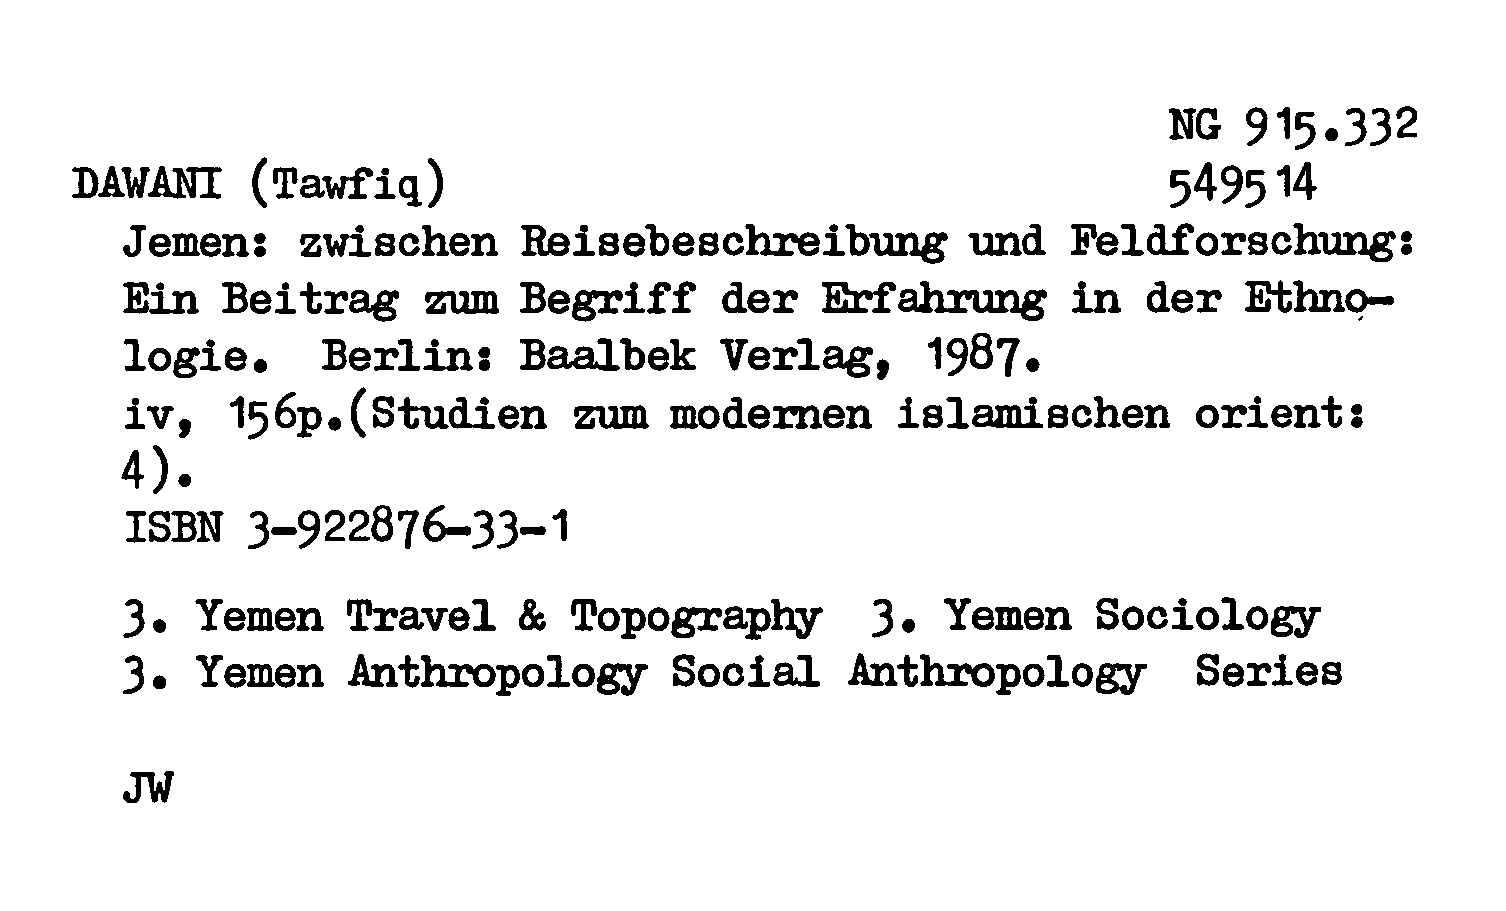 NG 915.332
DAWANI (Tawfiq) 549514
Jemen: zwischen Reisebeschreibung und Feldforschung:
Ein Beitrag zum Begriff der Erfahrung in der Ethno-
logie. Berlin: Baalbek Verlag, 1987.
iv, 156p.(Studien zum modernen islamischen orient:
4).
ISBN 3-922876-33-1
3. Yemen Travel & Topography 3. Yemen Sociology
3. Yemen Anthropology Social Anthropology Series
JW